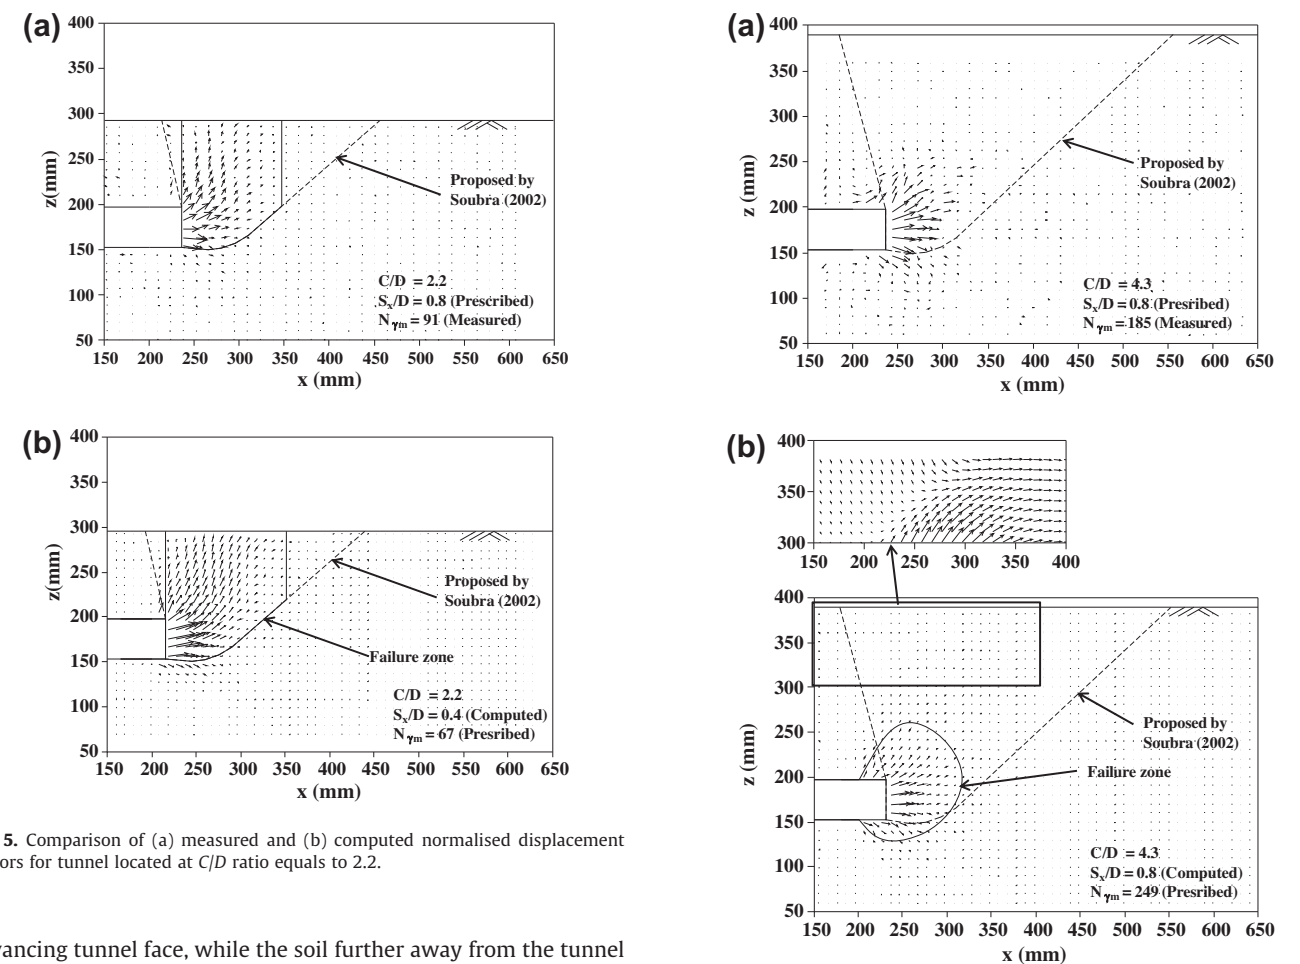 (a)
400
350
300
250
200
150
100
50
z(mm)
150 200 250 300 350 400 450 500 550 600 650
x (mm)
Proposed by
Soubra (2002)
C/D = 2.2
Sx/D = 0.8 (Prescribed)
Nγm = 91 (Measured)
(b)
400
350
300
250
200
150
100
50
z(mm)
150 200 250 300 350 400 450 500 550 600 650
x (mm)
Proposed by
Soubra (2002)
Failure zone
C/D = 2.2
Sx/D = 0.4 (Computed)
Nγm = 67 (Presribed)
5. Comparison of (a) measured and (b) computed normalised displacement
ors for tunnel located at C/D ratio equals to 2.2.
vancing tunnel face, while the soil further away from the tunnel
(a)
400
350
300
250
200
150
100
50
z (mm)
150 200 250 300 350 400 450 500 550 600 650
x (mm)
Proposed by
Soubra (2002)
C/D = 4.3
Sx/D = 0.8 (Presribed)
Nγm = 185 (Measured)
(b)
400
350
300
150 200 250 300 350 400
400
350
300
250
200
150
100
50
z (mm)
150 200 250 300 350 400 450 500 550 600 650
x (mm)
Proposed by
Soubra (2002)
Failure zone
C/D = 4.3
Sx/D = 0.8 (Computed)
Nγm = 249 (Presribed)